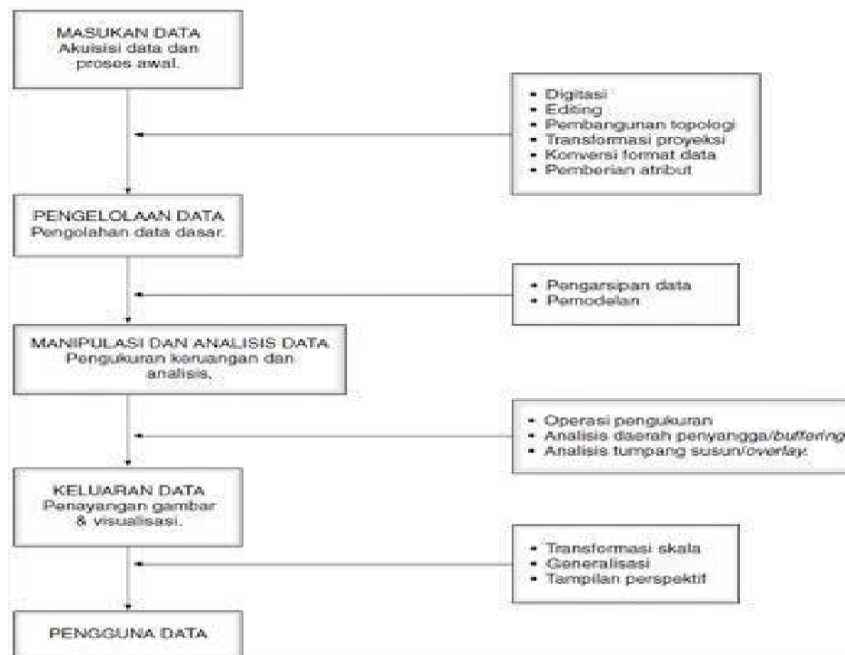 MASUKAN DATA
Akuisisi data dan
proses awal.
• Digitasi
• Editing
• Pembangunan topologi
• Transformasi proyeksi
• Konversi format data
• Pemberian atribut
PENGELOLAAN DATA
Pengolahan data dasar.
• Pengarsipan data
• Pemodelan
MANIPULASI DAN ANALISIS DATA
Pengukuran keruangan dan
analisis.
• Operasi pengukuran
• Analisis daerah penyangga/buffering
• Analisis tumpang susun/overlay.
KELUARAN DATA
Penayangan gambar
& visualisasi.
• Transformasi skala
• Generalisasi
• Tampilan perspektif
PENGGUNA DATA